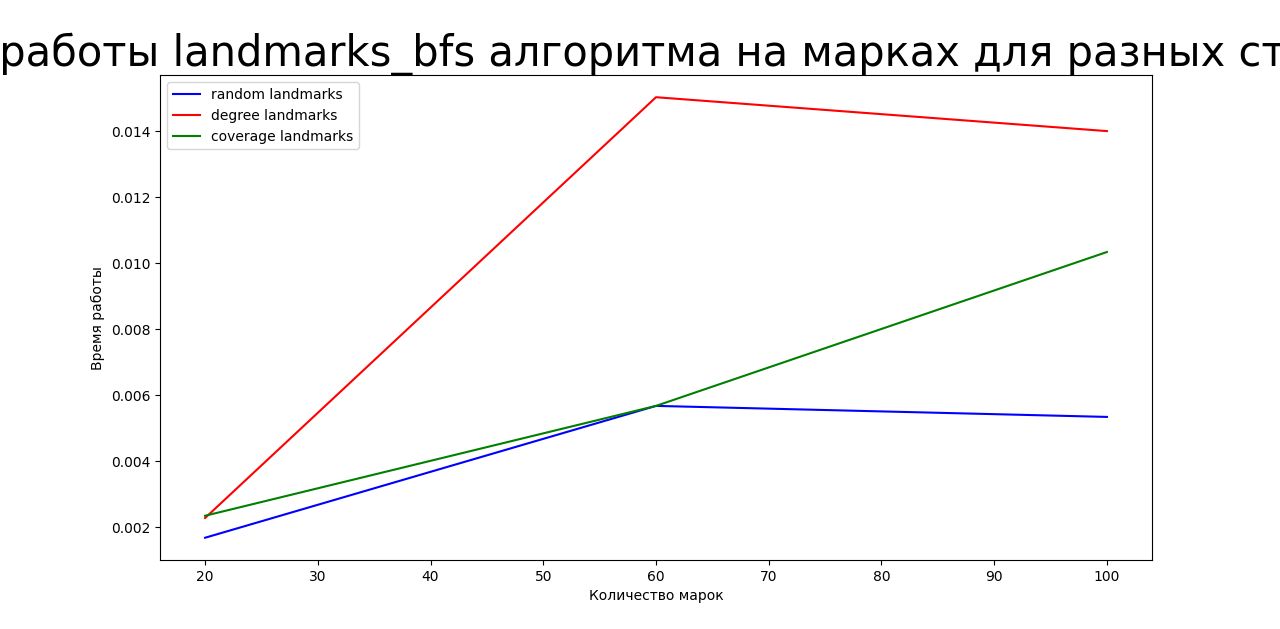 работы landmarks_bfs алгоритма на марках для разных ст
random landmarks
degree landmarks
coverage landmarks
0.014
0.012
0.010
0.008
0.006
0.004
0.002
Время работы
20 30 40 50 60 70 80 90 100
Количество марок